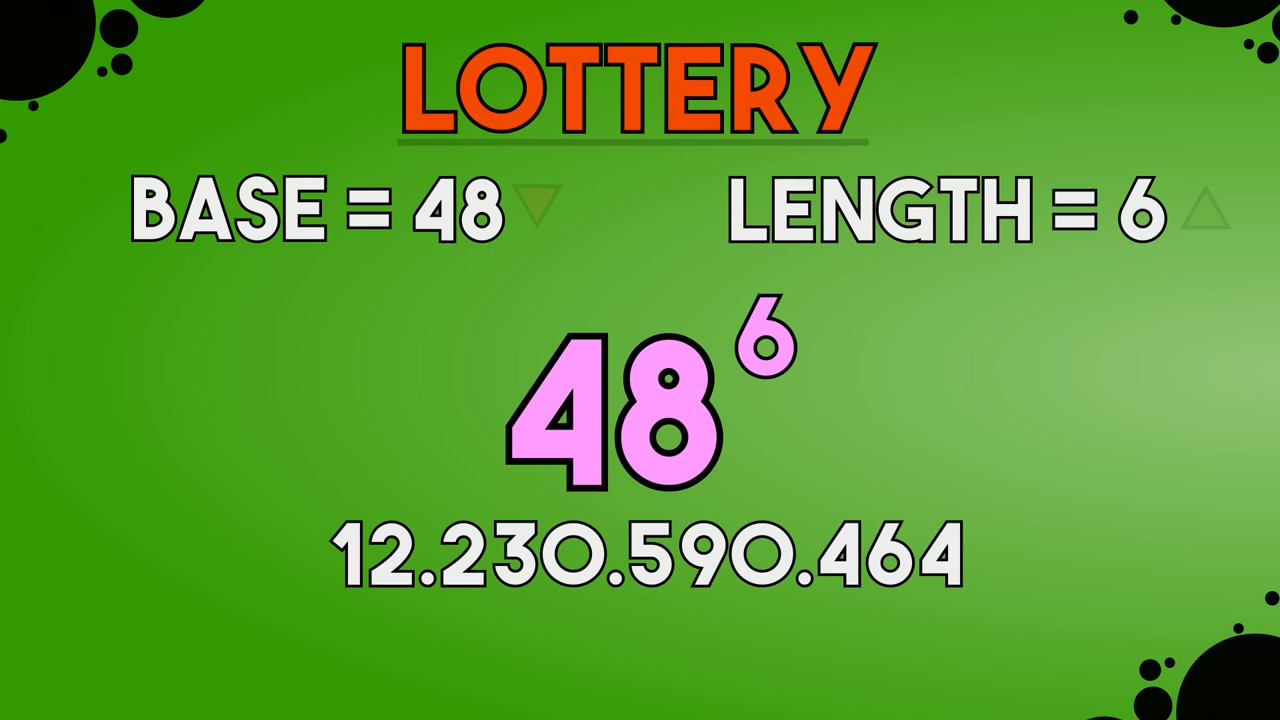 LOTTERY
BASE = 48
LENGTH = 6
48⁶
12.230.590.464